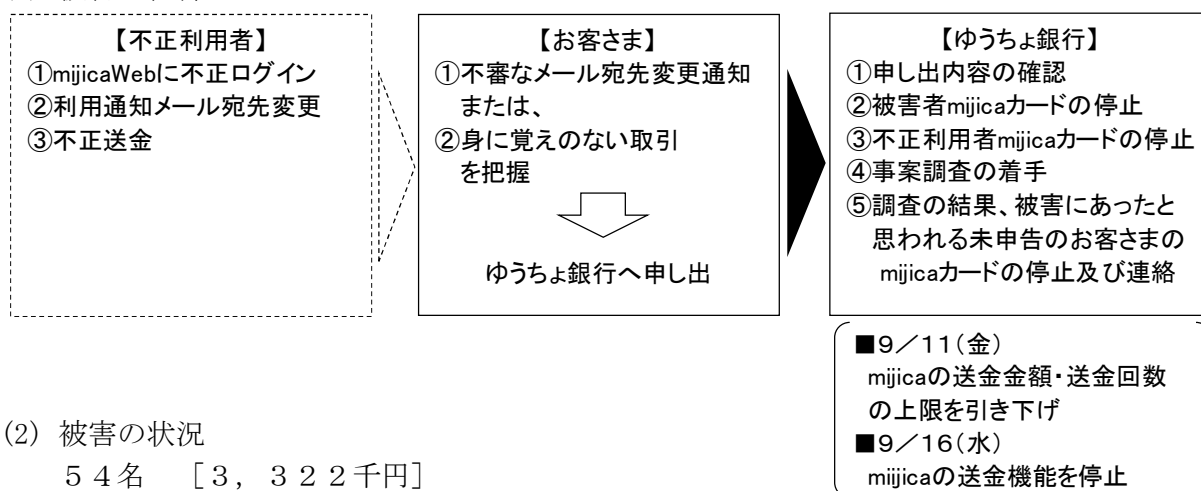 【不正利用者】
①mijicaWebに不正ログイン
②利用通知メール宛先変更
③不正送金
【お客さま】
①不審なメール宛先変更通知
または、
②身に覚えのない取引
を把握
ゆうちょ銀行へ申し出
【ゆうちょ銀行】
①申し出内容の確認
②被害者mijicaカードの停止
③不正利用者mijicaカードの停止
④事案調査の着手
⑤調査の結果、被害にあったと
思われる未申告のお客さまの
mijicaカードの停止及び連絡
■9/11(金)
mijicaの送金金額・送金回数
の上限を引き下げ
■9/16(水)
miijicaの送金機能を停止
(2) 被害の状況
54名 [3,322千円]